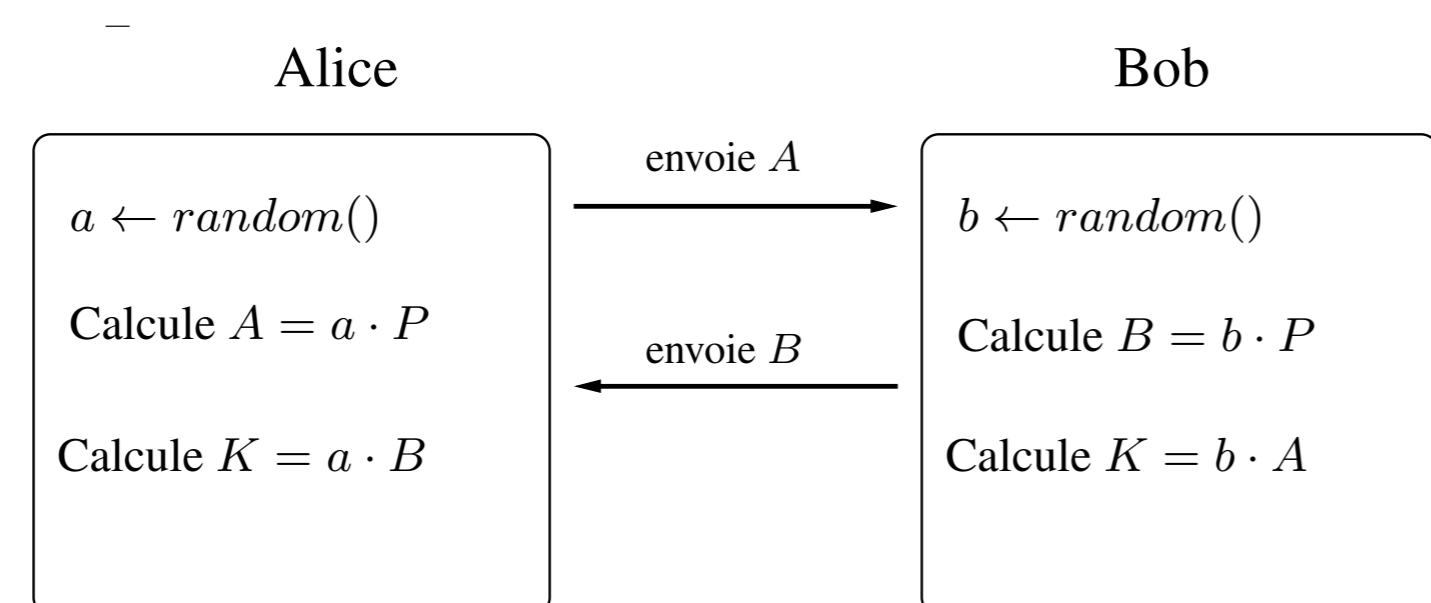 Alice
a ← random()
Calcule A = a · P
Calcule K = a · B
envoie A
envoie B
Bob
b ← random()
Calcule B = b · P
Calcule K = b · A